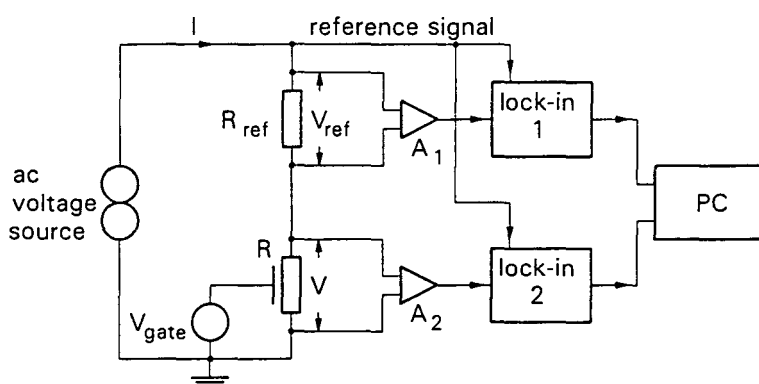 I
reference signal
R ref
V ref
A 1
lock-in
1
PC
ac
voltage
source
R
V
A 2
lock-in
2
V gate